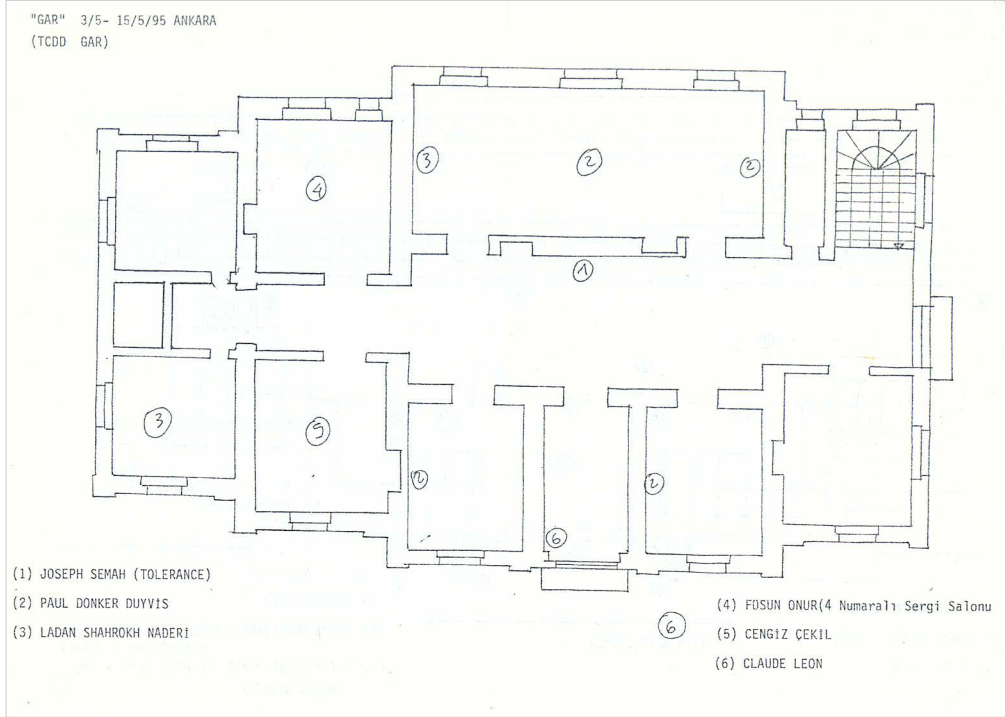 "GAR" 3/5- 15/5/95 ANKARA
(TCDD GAR)
3
2
2
4
1
3
5
2
2
6
(1) JOSEPH SEMAH (TOLERANCE)
(2) PAUL DONKER DUYVİS
(3) LADAN SHAHROKH NADERİ
6
(4) FOSUN ONUR(4 Numaralı Sergi Salonu
(5) CENGİZ ÇEKİL
(6) CLAUDE LEON